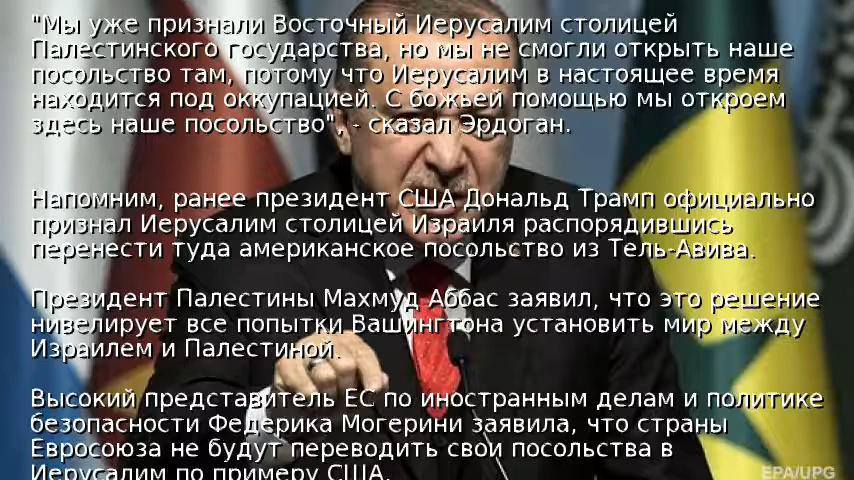 "Мы уже признали Восточный Иерусалим столицей
Палестинского государства, но мы не смогли открыть наше
посольство там, потому что Иерусалим в настоящее время
находится под оккупацией. С божьей помощью мы откроем
здесь наше посольство", - сказал Эрдоган.
Напомним, ранее президент США Дональд Трамп официально
признал Иерусалим столицей Израиля распорядившись
перенести туда американское посольство из Тель-Авива.
Президент Палестины Махмуд Аббас заявил, что это решение
нивелирует все попытки Вашингтона установить мир между
Израилем и Палестиной.
Высокий представитель ЕС по иностранным делам и политике
безопасности Федерика Могерини заявила, что страны
Евросоюза не будут переводить свои посольства в
Иерусалим по примеру США.
EPA/UPG